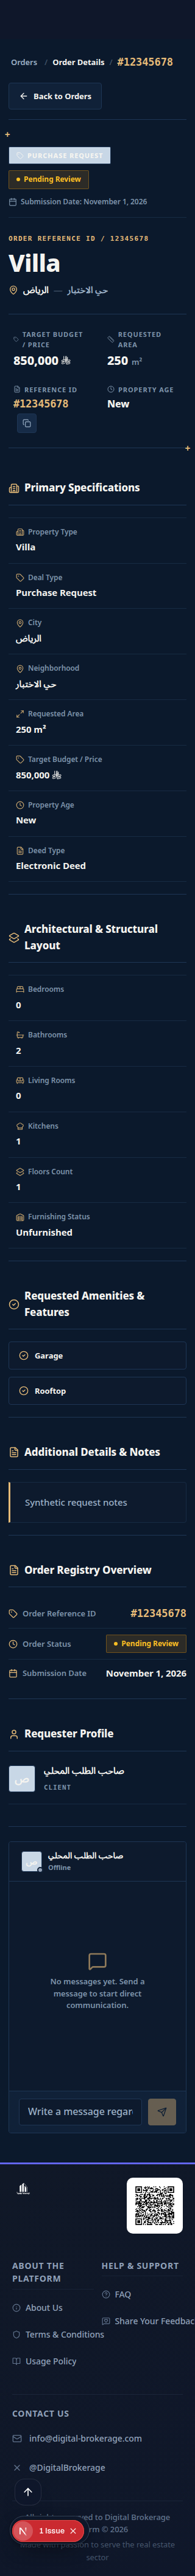 Orders / Order Details / #12345678
Back to Orders
PURCHASE REQUEST
Pending Review
Submission Date: November 1, 2026
ORDER REFERENCE ID / 12345678
Villa
الرياض — حي الاختبار
TARGET BUDGET / PRICE
850,000
REQUESTED AREA
250 m²
REFERENCE ID
#12345678
PROPERTY AGE
New
Primary Specifications
Property Type
Villa
Deal Type
Purchase Request
City
الرياض
Neighborhood
حي الاختبار
Requested Area
250 m²
Target Budget / Price
850,000
Property Age
New
Deed Type
Electronic Deed
Architectural & Structural
Layout
Bedrooms
0
Bathrooms
2
Living Rooms
0
Kitchens
1
Floors Count
1
Furnishing Status
Unfurnished
Requested Amenities &
Features
Garage
Rooftop
Additional Details & Notes
Synthetic request notes
Order Registry Overview
Order Reference ID #12345678
Order Status Pending Review
Submission Date November 1, 2026
Requester Profile
ص
صاحب الطلب المحلي
CLIENT
صاحب الطلب المحلي
Offline
No messages yet. Send a
message to start direct
communication.
Write a message regar
ABOUT THE
PLATFORM
HELP & SUPPORT
About Us
FAQ
Terms & Conditions
Share Your Feedbac
Usage Policy
CONTACT US
info@digital-brokerage.com
@DigitalBrokerage
to Digital Brokerage
© 2026
passion to serve the real estate
sector
N 1 Issue